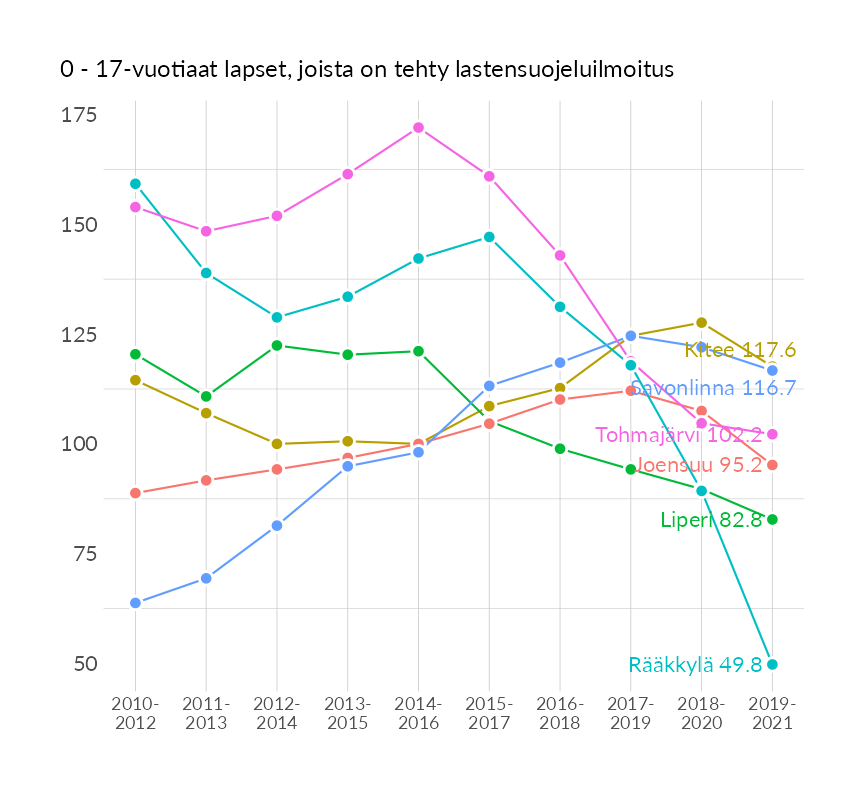 0 - 17-vuotiaat lapset, joista on tehty lastensuojeluilmoitus
175
150
125
100
75
50
Kitee 117.6
Savonlinna 116.7
Tohmajärvi 102.2
Joensuu 95.2
Liperi 82.8
Rääkkylä 49.8
2010- 2011- 2012- 2013- 2014- 2015- 2016- 2017- 2018- 2019-
2012 2013 2014 2015 2016 2017 2018 2019 2020 2021